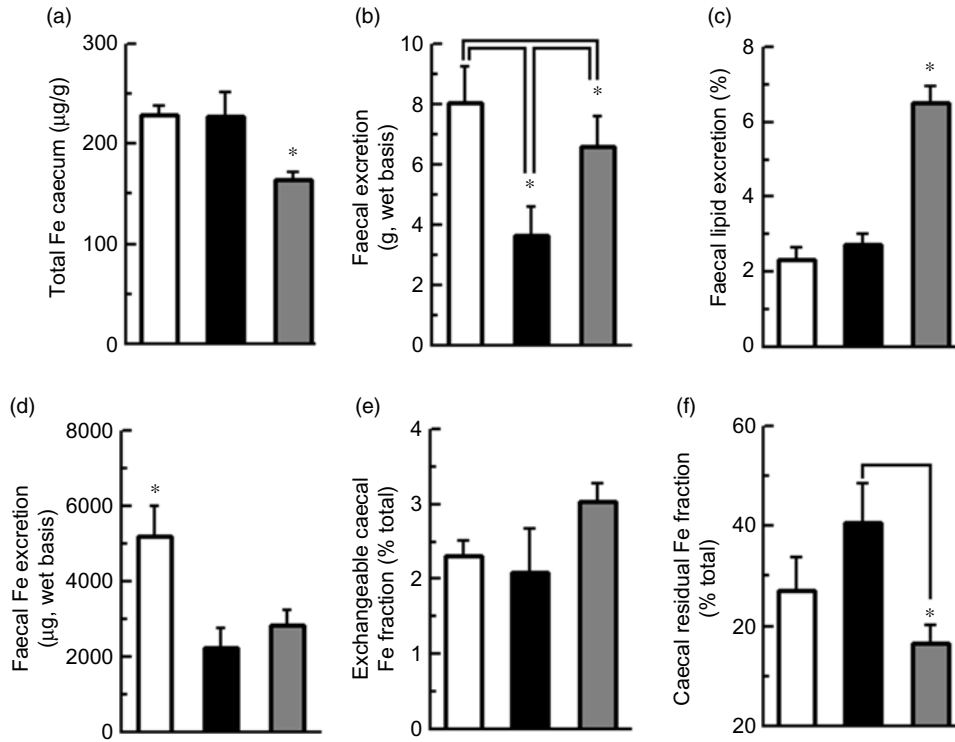 (a)
300
200
100
0
Total Fe caecum (μg/g)
*
(b)
10
8
6
4
2
0
Faecal excretion
(g, wet basis)
*
*
(c)
8
6
4
2
0
Faecal lipid excretion (%)
*
(d)
8000
6000
4000
2000
0
Faecal Fe excretion
(μg, wet basis)
*
(e)
4
3
2
1
0
Exchangeable caecal
Fe fraction (% total)
(f)
60
40
20
20
Caecal residual Fe fraction
(% total)
*